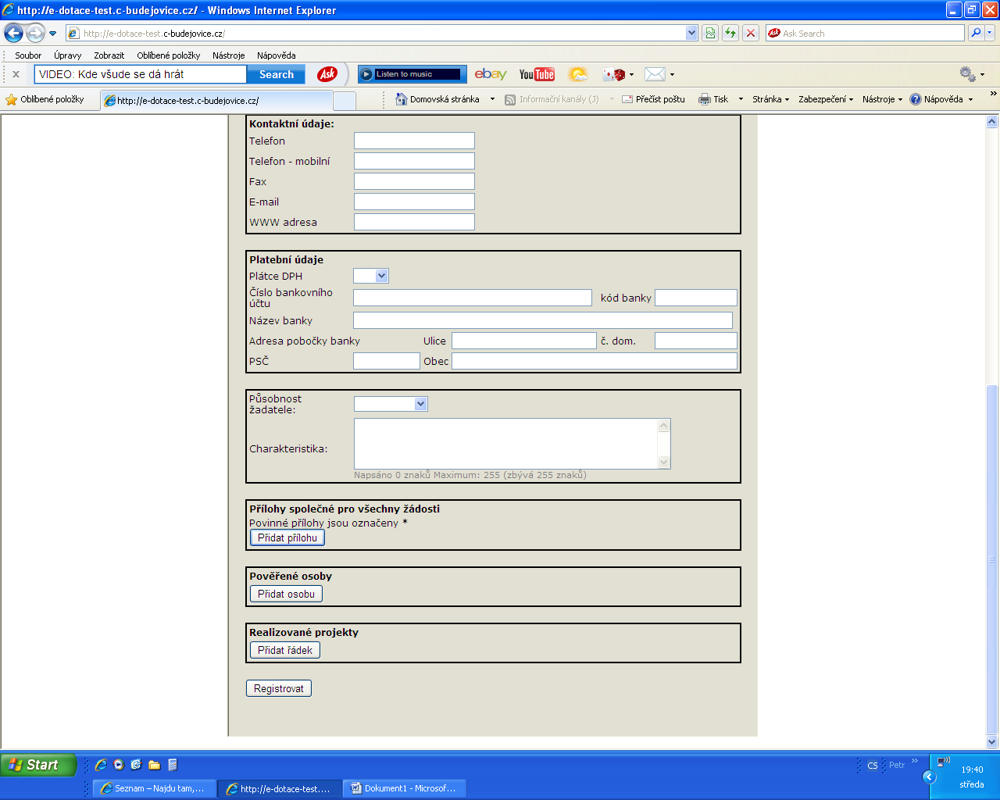 http://e-dotace-test.c-budejovice.cz/ - Windows Internet Explorer
http://e-dotace-test.c-budejovice.cz/
Ask Search
Soubor Úpravy Zobrazit Oblíbené položky Nástroje Nápověda
VIDEO: Kde všude se dá hrát Search Ask Listen to music ebay YouTube
Oblíbené položky http://e-dotace-test.c-budejovice.cz/ Domovská stránka Informační kanály (J) Přečíst poštu Tisk Stránka Zabezpečení Nástroje Nápověda
Kontaktní údaje:
Telefon
Telefon - mobilní
Fax
E-mail
WWW adresa
Platební údaje
Plátce DPH
Číslo bankovního účtu kód banky
Název banky
Adresa pobočky banky Ulice č. dom.
PSČ Obec
Působnost žadatele:
Charakteristika:
Napsáno 0 znaků Maximum: 255 (zbývá 255 znaků)
Přílohy společné pro všechny žádosti
Povinné přílohy jsou označeny *
Přidat přílohu
Pověřené osoby
Přidat osobu
Realizované projekty
Přidat řádek
Registrovat
Start CS Petr 19:40
Seznam – Najdu tam,... http://e-dotace-test.... Dokument1 - Microsof... středa